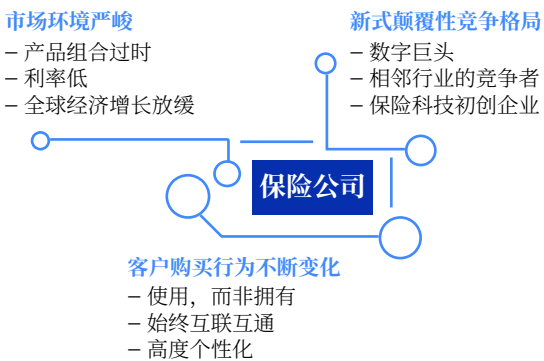 市场环境严峻
– 产品组合过时
– 利率低
– 全球经济增长放缓
新式颠覆性竞争格局
– 数字巨头
– 相邻行业的竞争者
– 保险科技初创企业
保险公司
客户购买行为不断变化
– 使用，而非拥有
– 始终互联互通
– 高度个性化